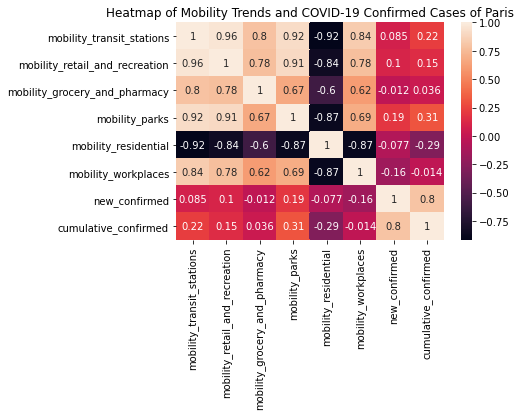 Heatmap of Mobility Trends and COVID-19 Confirmed Cases of Paris
mobility_transit_stations 1 0.96 0.8 0.92 -0.92 0.84 0.085 0.22
mobility_retail_and_recreation 0.96 1 0.78 0.91 -0.84 0.78 0.1 0.15
mobility_grocery_and_pharmacy 0.8 0.78 1 0.67 -0.6 0.62 -0.012 0.036
mobility_parks 0.92 0.91 0.67 1 -0.87 0.69 0.19 0.31
mobility_residential -0.92 -0.84 -0.6 -0.87 1 -0.87 -0.077 -0.29
mobility_workplaces 0.84 0.78 0.62 0.69 -0.87 1 -0.16 -0.014
new_confirmed 0.085 0.1 -0.012 0.19 -0.077 -0.16 1 0.8
cumulative_confirmed 0.22 0.15 0.036 0.31 -0.29 -0.014 0.8 1
mobility_transit_stations
mobility_retail_and_recreation
mobility_grocery_and_pharmacy
mobility_parks
mobility_residential
mobility_workplaces
new_confirmed
cumulative_confirmed
1.00
0.75
0.50
0.25
0.00
-0.25
-0.50
-0.75